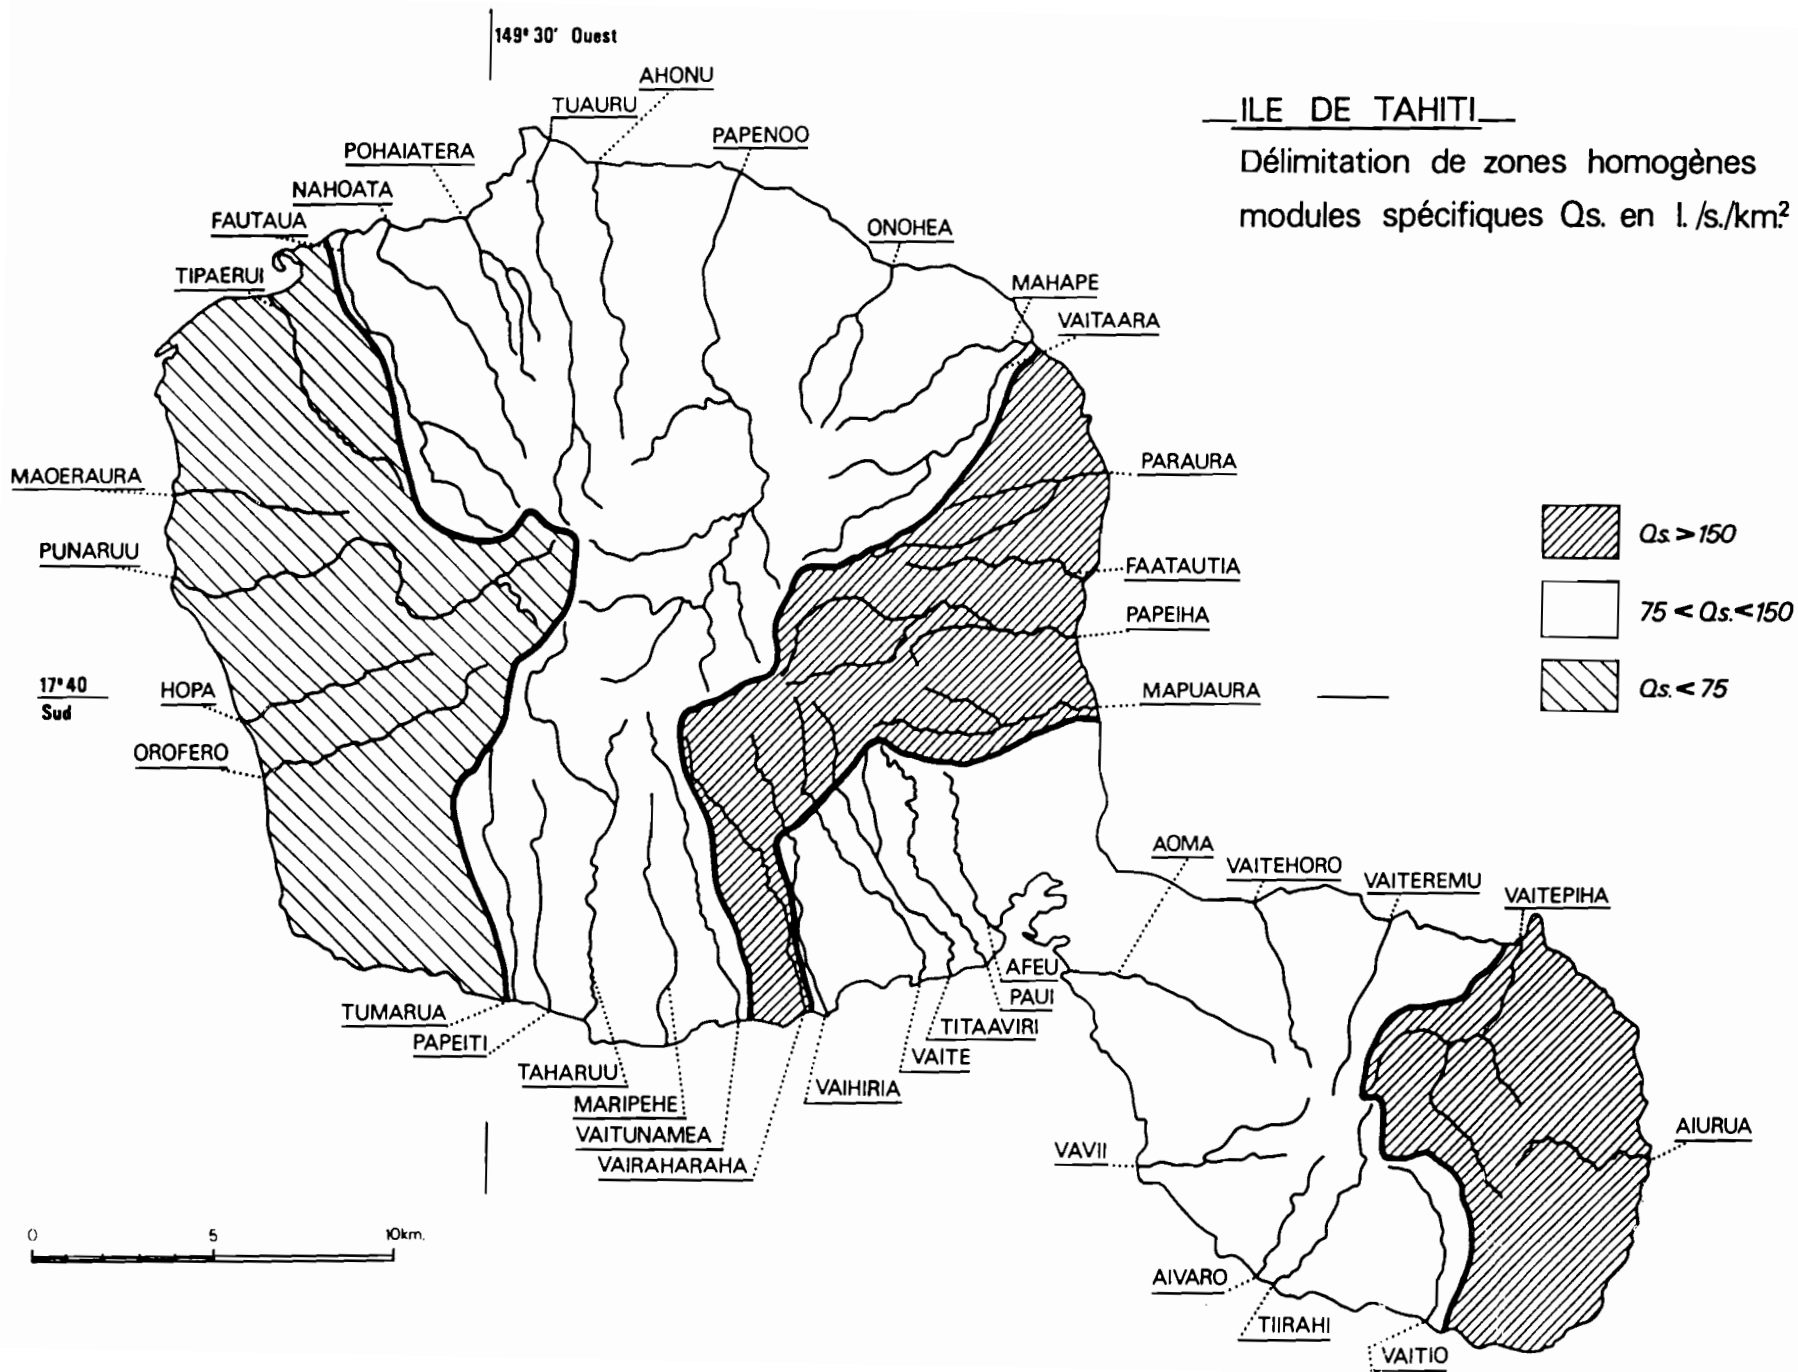 149° 30' Ouest
AHONU
TUAURU
PAPENOO
POHAIATERA
NAHOATA
FAUTAUA
TIPAERUI
ONOHEA
MAHAPE
VAITAARA
ILE DE TAHITI
Délimitation de zones homogènes
modules spécifiques Qs. en l./s./km²
MAOERAURA
PUNARUU
17° 40
Sud
HOPA
OROFERO
PARAURA
FAATAUTIA
PAPEIHA
MAPUAURA
Qs. > 150
75 < Qs. < 150
Qs. < 75
AOMA
VAITEHORO
VAITEREMU
VAITEPIHA
AFEU
PAUI
TITAAVIRI
VAITE
VAIHIRIA
TUMARUA
PAPEITI
TAHARUU
MARIPEHE
VAITUNAMEA
VAIRAHARAHA
AIURUA
VAVII
AIVARO
TIIRAHI
VAITIO
0 5 10km.